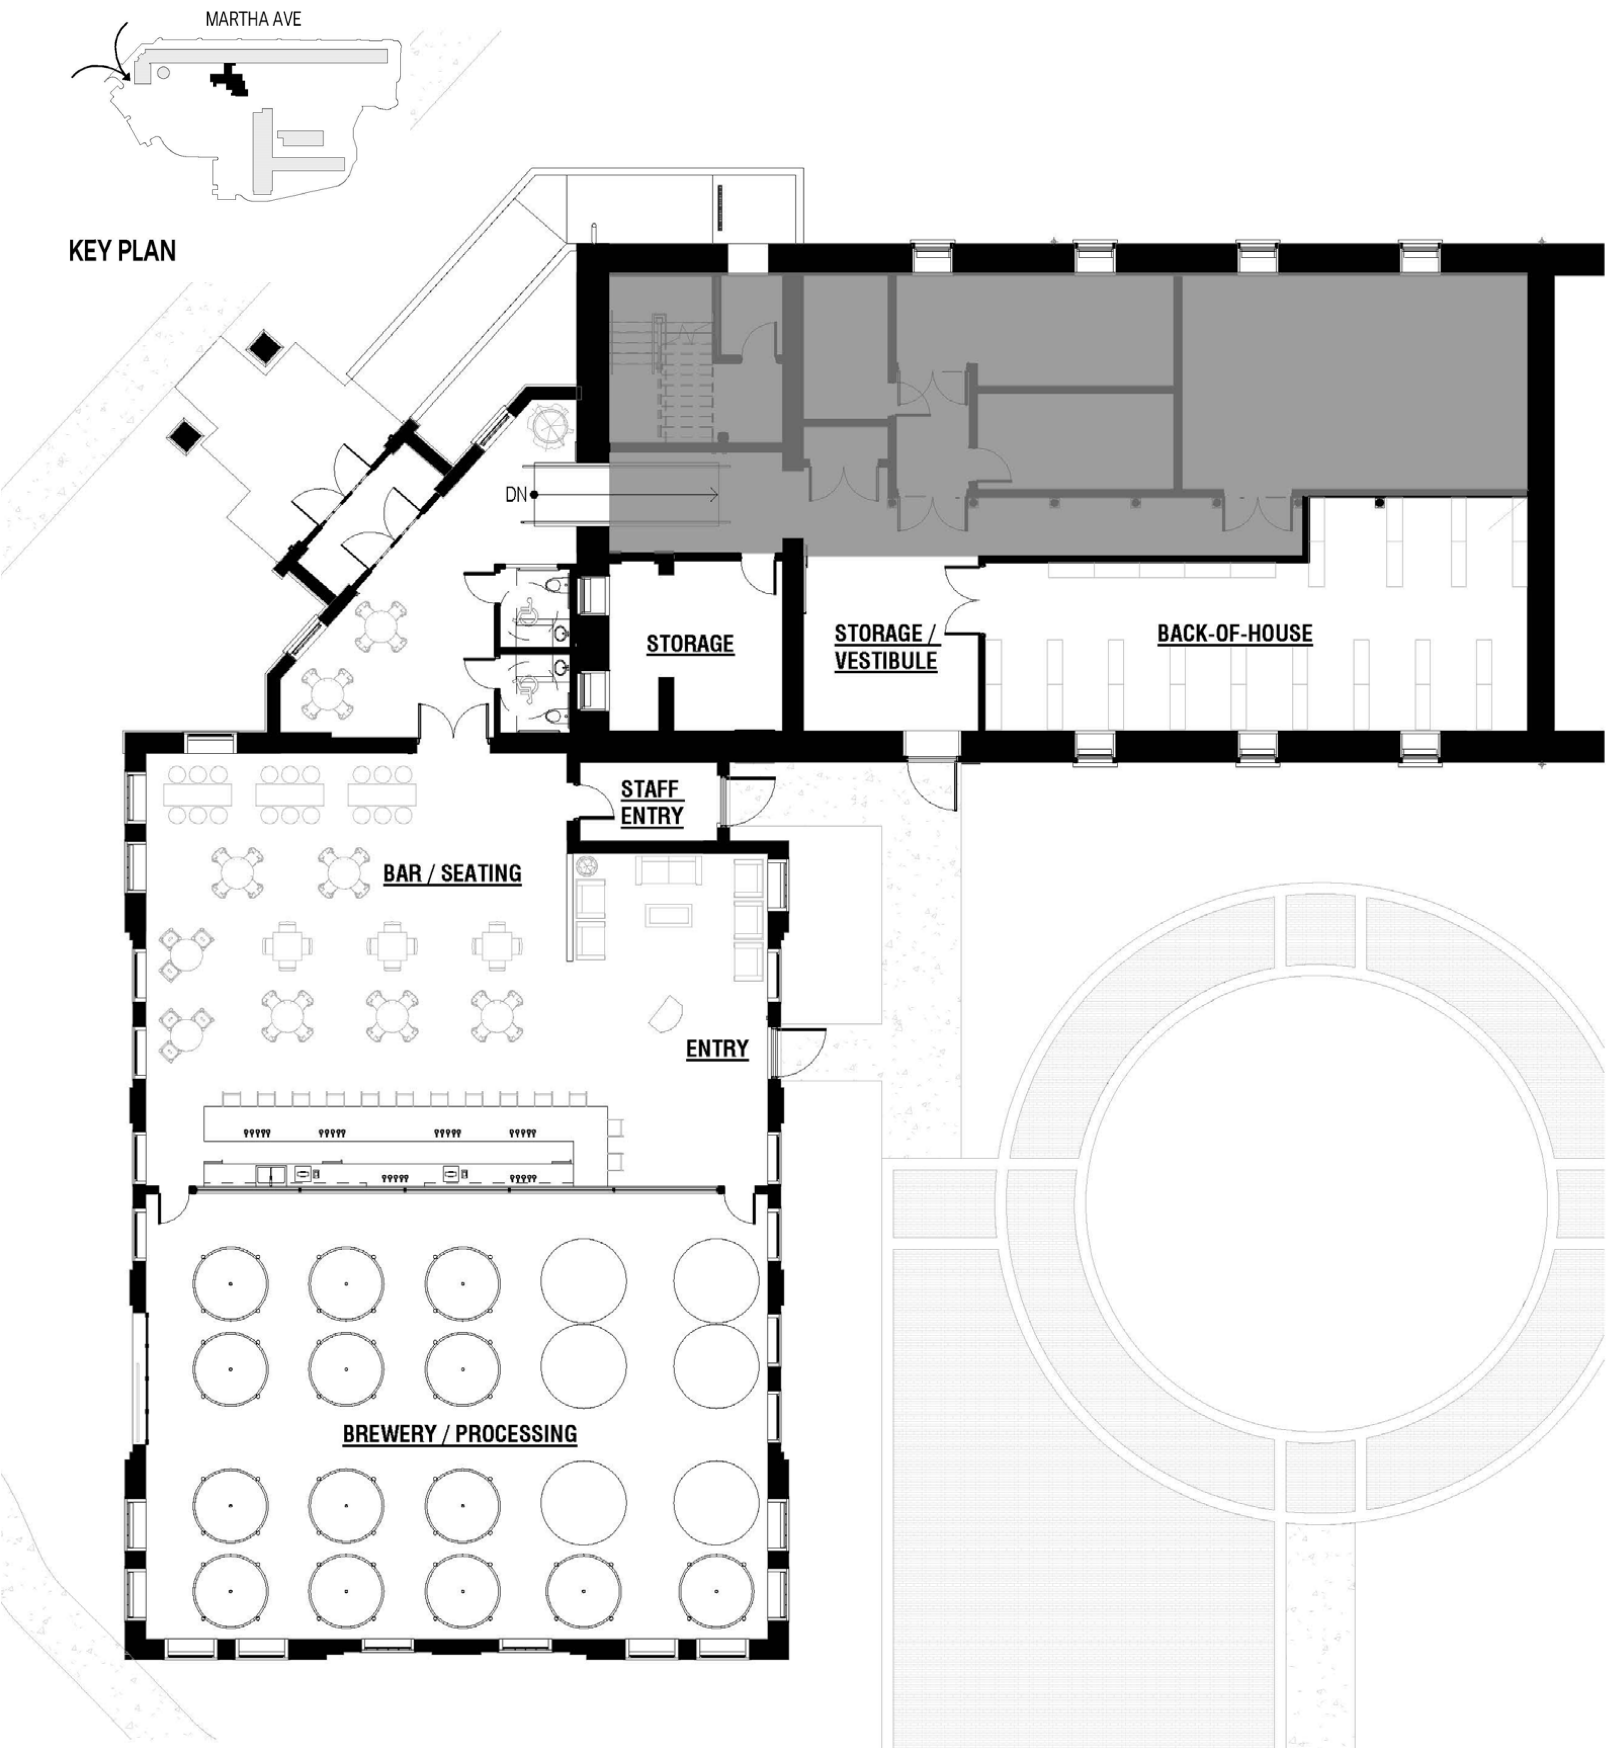 MARTHA AVE
KEY PLAN
DN
STORAGE
STORAGE /
VESTIBULE
BACK-OF-HOUSE
STAFF
ENTRY
BAR / SEATING
ENTRY
BREWERY / PROCESSING